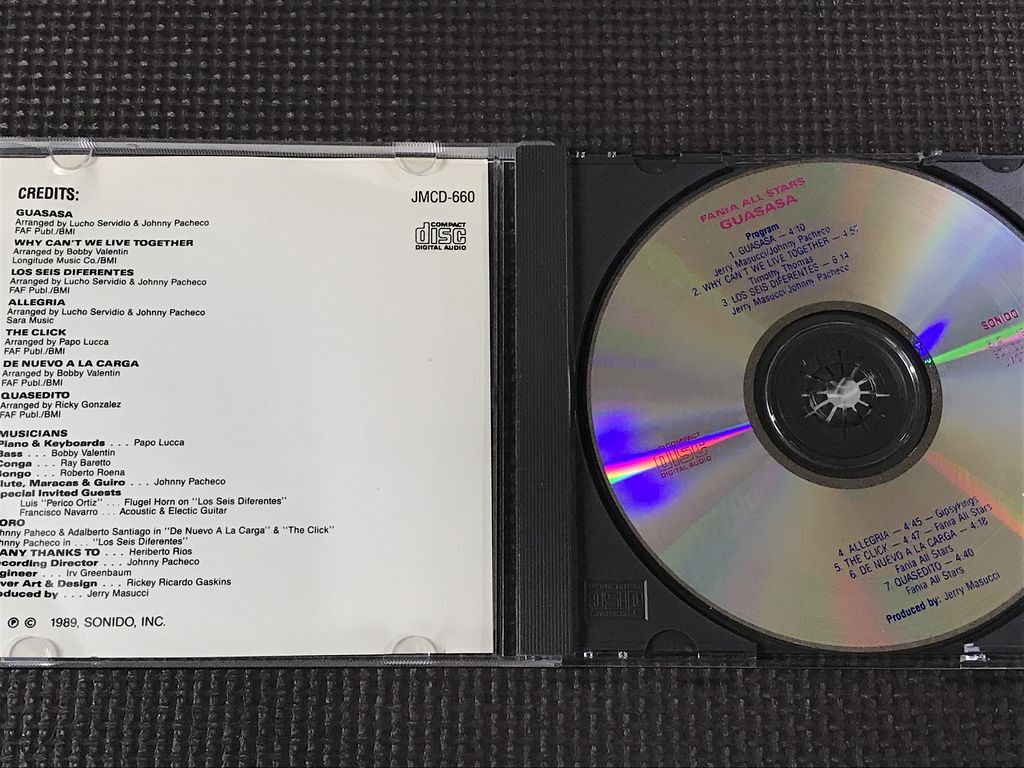 CREDITS:
JMCD-660
COMPACT
disc
DIGITAL AUDIO
GUASASA
Arranged by Lucho Servidio & Johnny Pacheco
FAF Publ./BMI
WHY CAN'T WE LIVE TOGETHER
Arranged by Bobby Valentin
Longitude Music Co./BMI
LOS SEIS DIFERENTES
Arranged by Lucho Servidio & Johnny Pacheco
FAF Publ./BMI
ALLEGRIA
Arranged by Lucho Servidio & Johnny Pacheco
Sara Music
THE CLICK
Arranged by Papo Lucca
FAF Publ./BMI
DE NUEVO A LA CARGA
Arranged by Bobby Valentin
FAF Publ./BMI
QUASEDITO
Arranged by Ricky Gonzalez
FAF Publ./BMI
MUSICIANS
Piano & Keyboards . . . Papo Lucca
Bass . . . Bobby Valentin
Conga . . . Ray Baretto
ongo . . . Roberto Roena
lute, Maracas & Guiro . . . Johnny Pacheco
pecial Invited Guests
Luis "Perico Ortiz" . . . Flugel Horn on "Los Seis Diferentes"
Francisco Navarro . . . Acoustic & Electic Guitar
ORO
hnny Paheco & Adalberto Santiago in "De Nuevo A La Carga" & "The Click"
hnny Pacheco in . . . "Los Seis Diferentes"
ANY THANKS TO . . . Heriberto Rios
cording Director . . . Johnny Pacheco
gineer . . . Irv Greenbaum
ver Art & Design . . . Rickey Ricardo Gaskins
oduced by . . . Jerry Masucci
℗ © 1989, SONIDO, INC.
FANIA ALL STARS
GUASASA
Program
1. GUASASA — 4:10
Jerry Masucci/Johnny Pacheco
2. WHY CAN'T WE LIVE TOGETHER — 4:57
Timothy Thomas
3. LOS SEIS DIFERENTES — 6:14
Jerry Masucci/Johnny Pacheco
SONIDO
COMPACT
disc
DIGITAL AUDIO
4. ALLEGRIA — 4:45 — Gipsykings
5. THE CLICK — 4:47 — Fania All Stars
6. DE NUEVO A LA CARGA — 4:18
Fania All Stars
7. QUASEDITO — 4:40
Fania All Stars
Produced by: Jerry Masucci